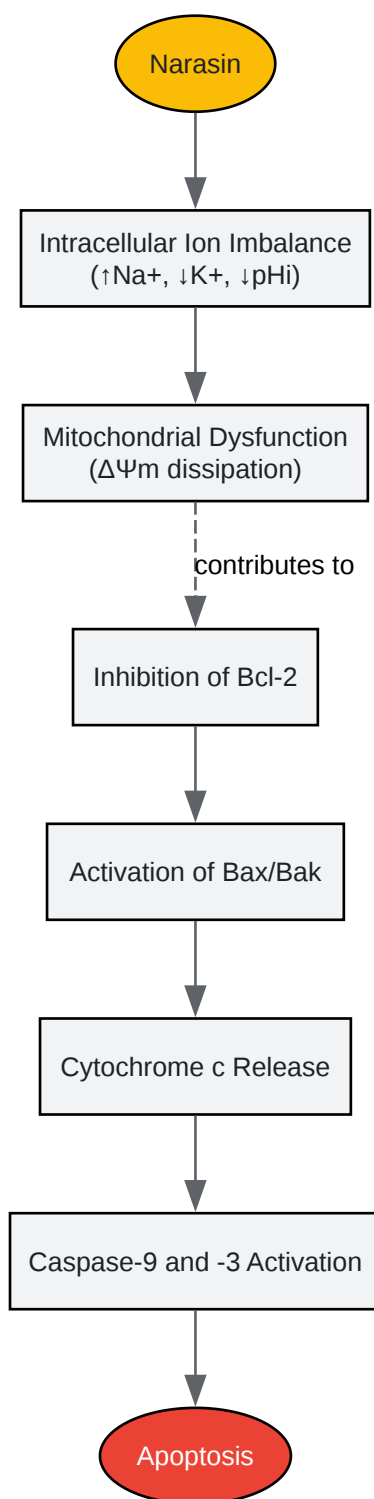 Narasin
Intracellular Ion Imbalance
(↑Na+, ↓K+, ↓pHi)
Mitochondrial Dysfunction
(ΔΨm dissipation)
contributes to
Inhibition of Bcl-2
Activation of Bax/Bak
Cytochrome c Release
Caspase-9 and -3 Activation
Apoptosis